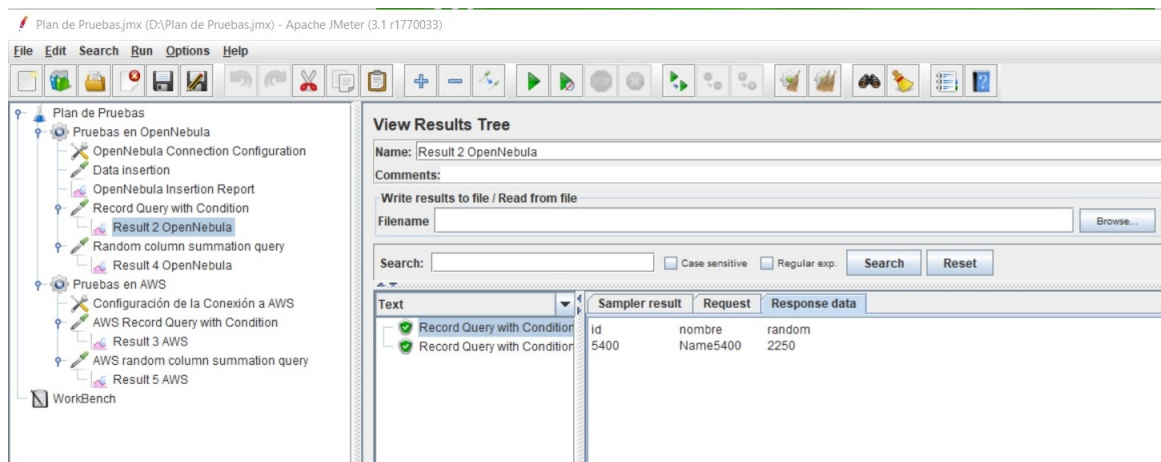 Plan de Pruebas.jmx (D:\Plan de Pruebas.jmx) - Apache JMeter (3.1 r1770033)
File Edit Search Run Options Help
Plan de Pruebas
Pruebas en OpenNebula
OpenNebula Connection Configuration
Data insertion
OpenNebula Insertion Report
Record Query with Condition
Result 2 OpenNebula
Random column summation query
Result 4 OpenNebula
Pruebas en AWS
Configuración de la Conexión a AWS
AWS Record Query with Condition
Result 3 AWS
AWS random column summation query
Result 5 AWS
WorkBench
View Results Tree
Name: Result 2 OpenNebula
Comments:
Write results to file / Read from file
Filename Browse...
Search: Case sensitive Regular exp. Search Reset
Text
Record Query with Condition
Record Query with Condition
Sampler result Request Response data
id nombre random
5400 Name5400 2250